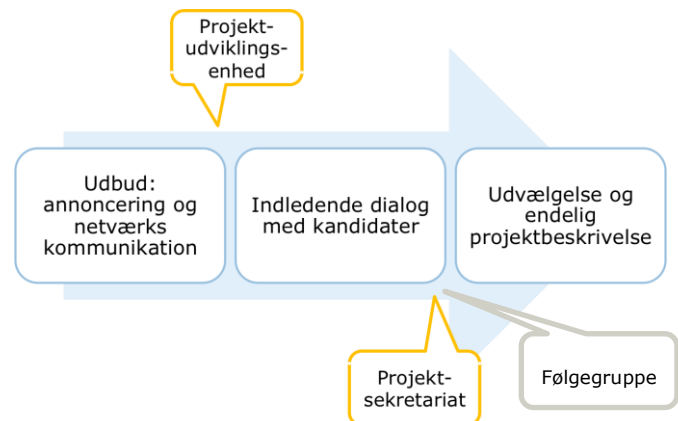 Projekt-
udviklings-
enhed
Udbud:
annoncering og
netværks
kommunikation
Indledende dialog
med kandidater
Udvælgelse og
endelig
projektbeskrivelse
Projekt-
sekretariat
Følgegruppe